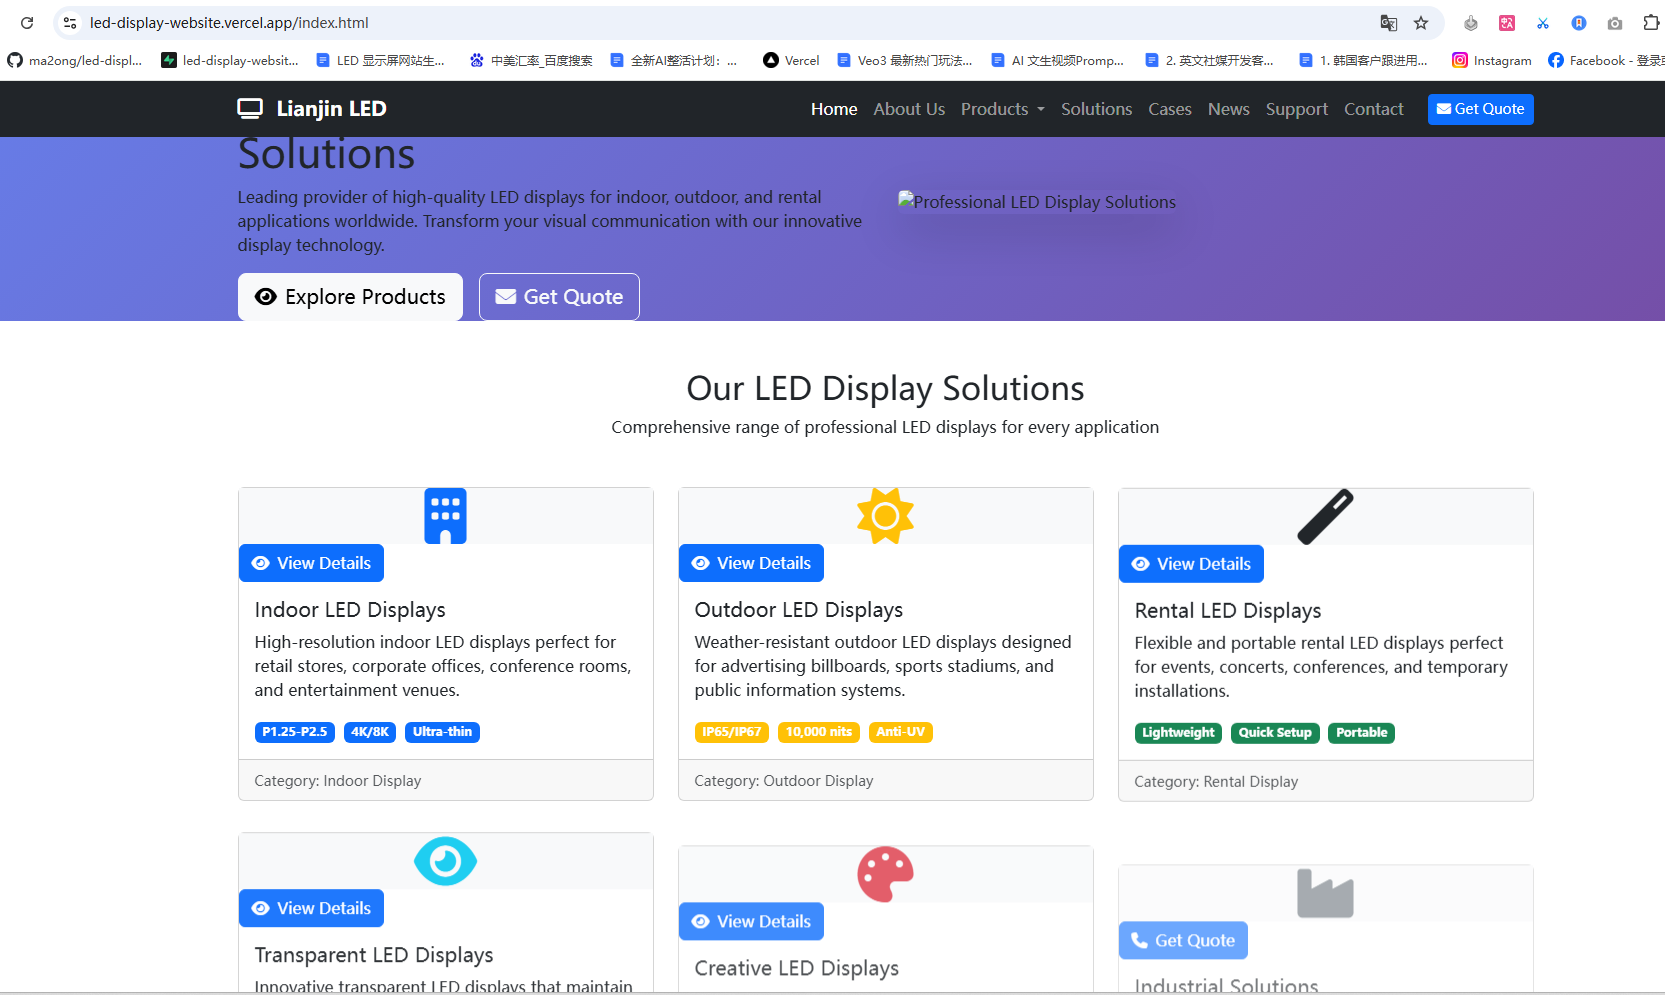 led-display-website.vercel.app/index.html
ma2ong/led-displ... led-display-websit... LED 显示屏网站生... 中美汇率_百度搜索 全新AI整活计划：... Vercel Veo3 最新热门玩法... AI 文生视频Promp... 2. 英文社媒开发客... 1. 韩国客户跟进用... Instagram Facebook - 登录
Lianjin LED Home About Us Products Solutions Cases News Support Contact Get Quote
Solutions
Leading provider of high-quality LED displays for indoor, outdoor, and rental
applications worldwide. Transform your visual communication with our innovative
display technology.
Professional LED Display Solutions
Explore Products Get Quote
Our LED Display Solutions
Comprehensive range of professional LED displays for every application
View Details
Indoor LED Displays
High-resolution indoor LED displays perfect for
retail stores, corporate offices, conference rooms,
and entertainment venues.
P1.25-P2.5 4K/8K Ultra-thin
Category: Indoor Display
View Details
Outdoor LED Displays
Weather-resistant outdoor LED displays designed
for advertising billboards, sports stadiums, and
public information systems.
IP65/IP67 10,000 nits Anti-UV
Category: Outdoor Display
View Details
Rental LED Displays
Flexible and portable rental LED displays perfect
for events, concerts, conferences, and temporary
installations.
Lightweight Quick Setup Portable
Category: Rental Display
View Details
Transparent LED Displays
Innovative transparent LED displays that maintain
View Details
Creative LED Displays
Get Quote
Industrial Solutions